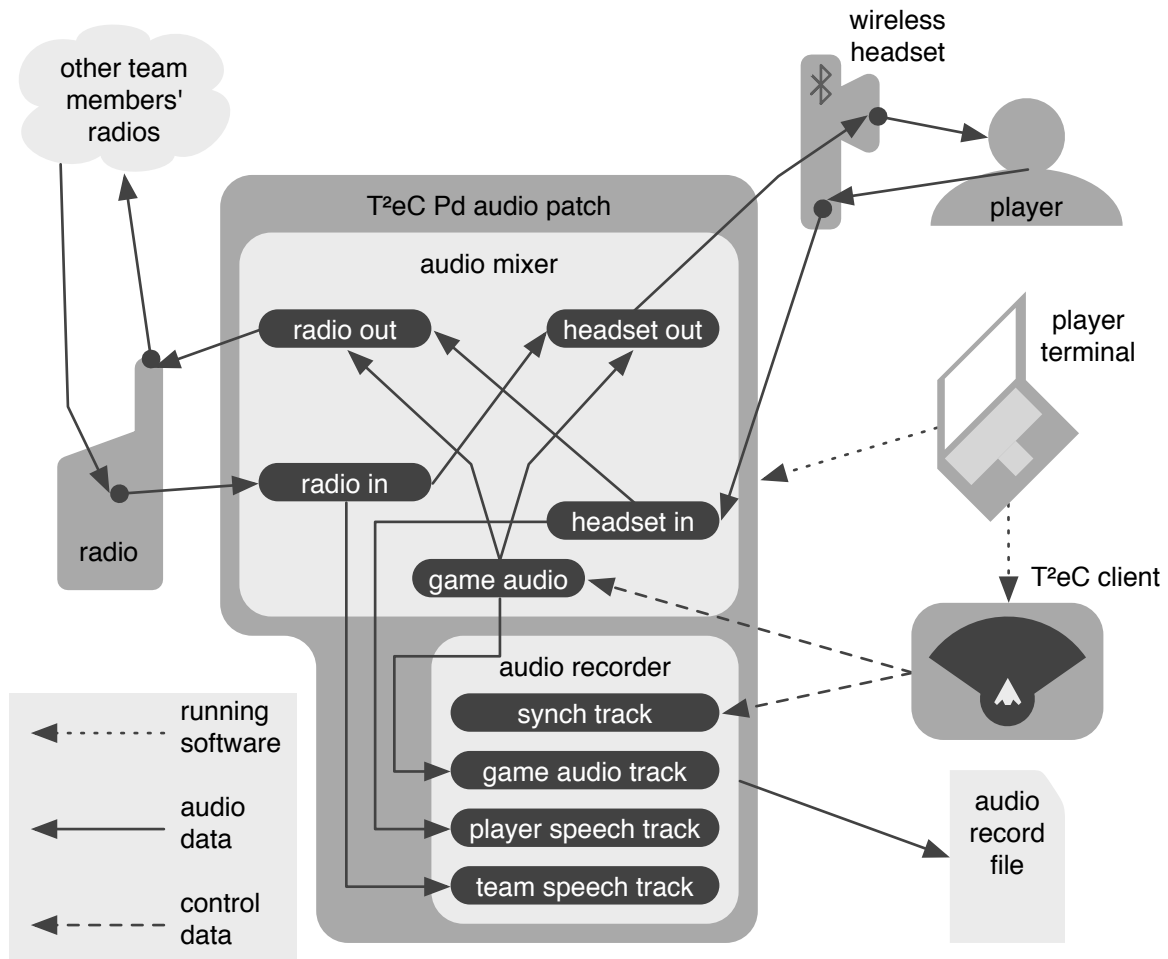 wireless
headset
other team
members'
radios
T²eC Pd audio patch
player
audio mixer
radio out
headset out
player
terminal
radio in
headset in
radio
game audio
T²eC client
audio recorder
synch track
game audio track
player speech track
team speech track
running
software
audio
data
control
data
audio
record
file